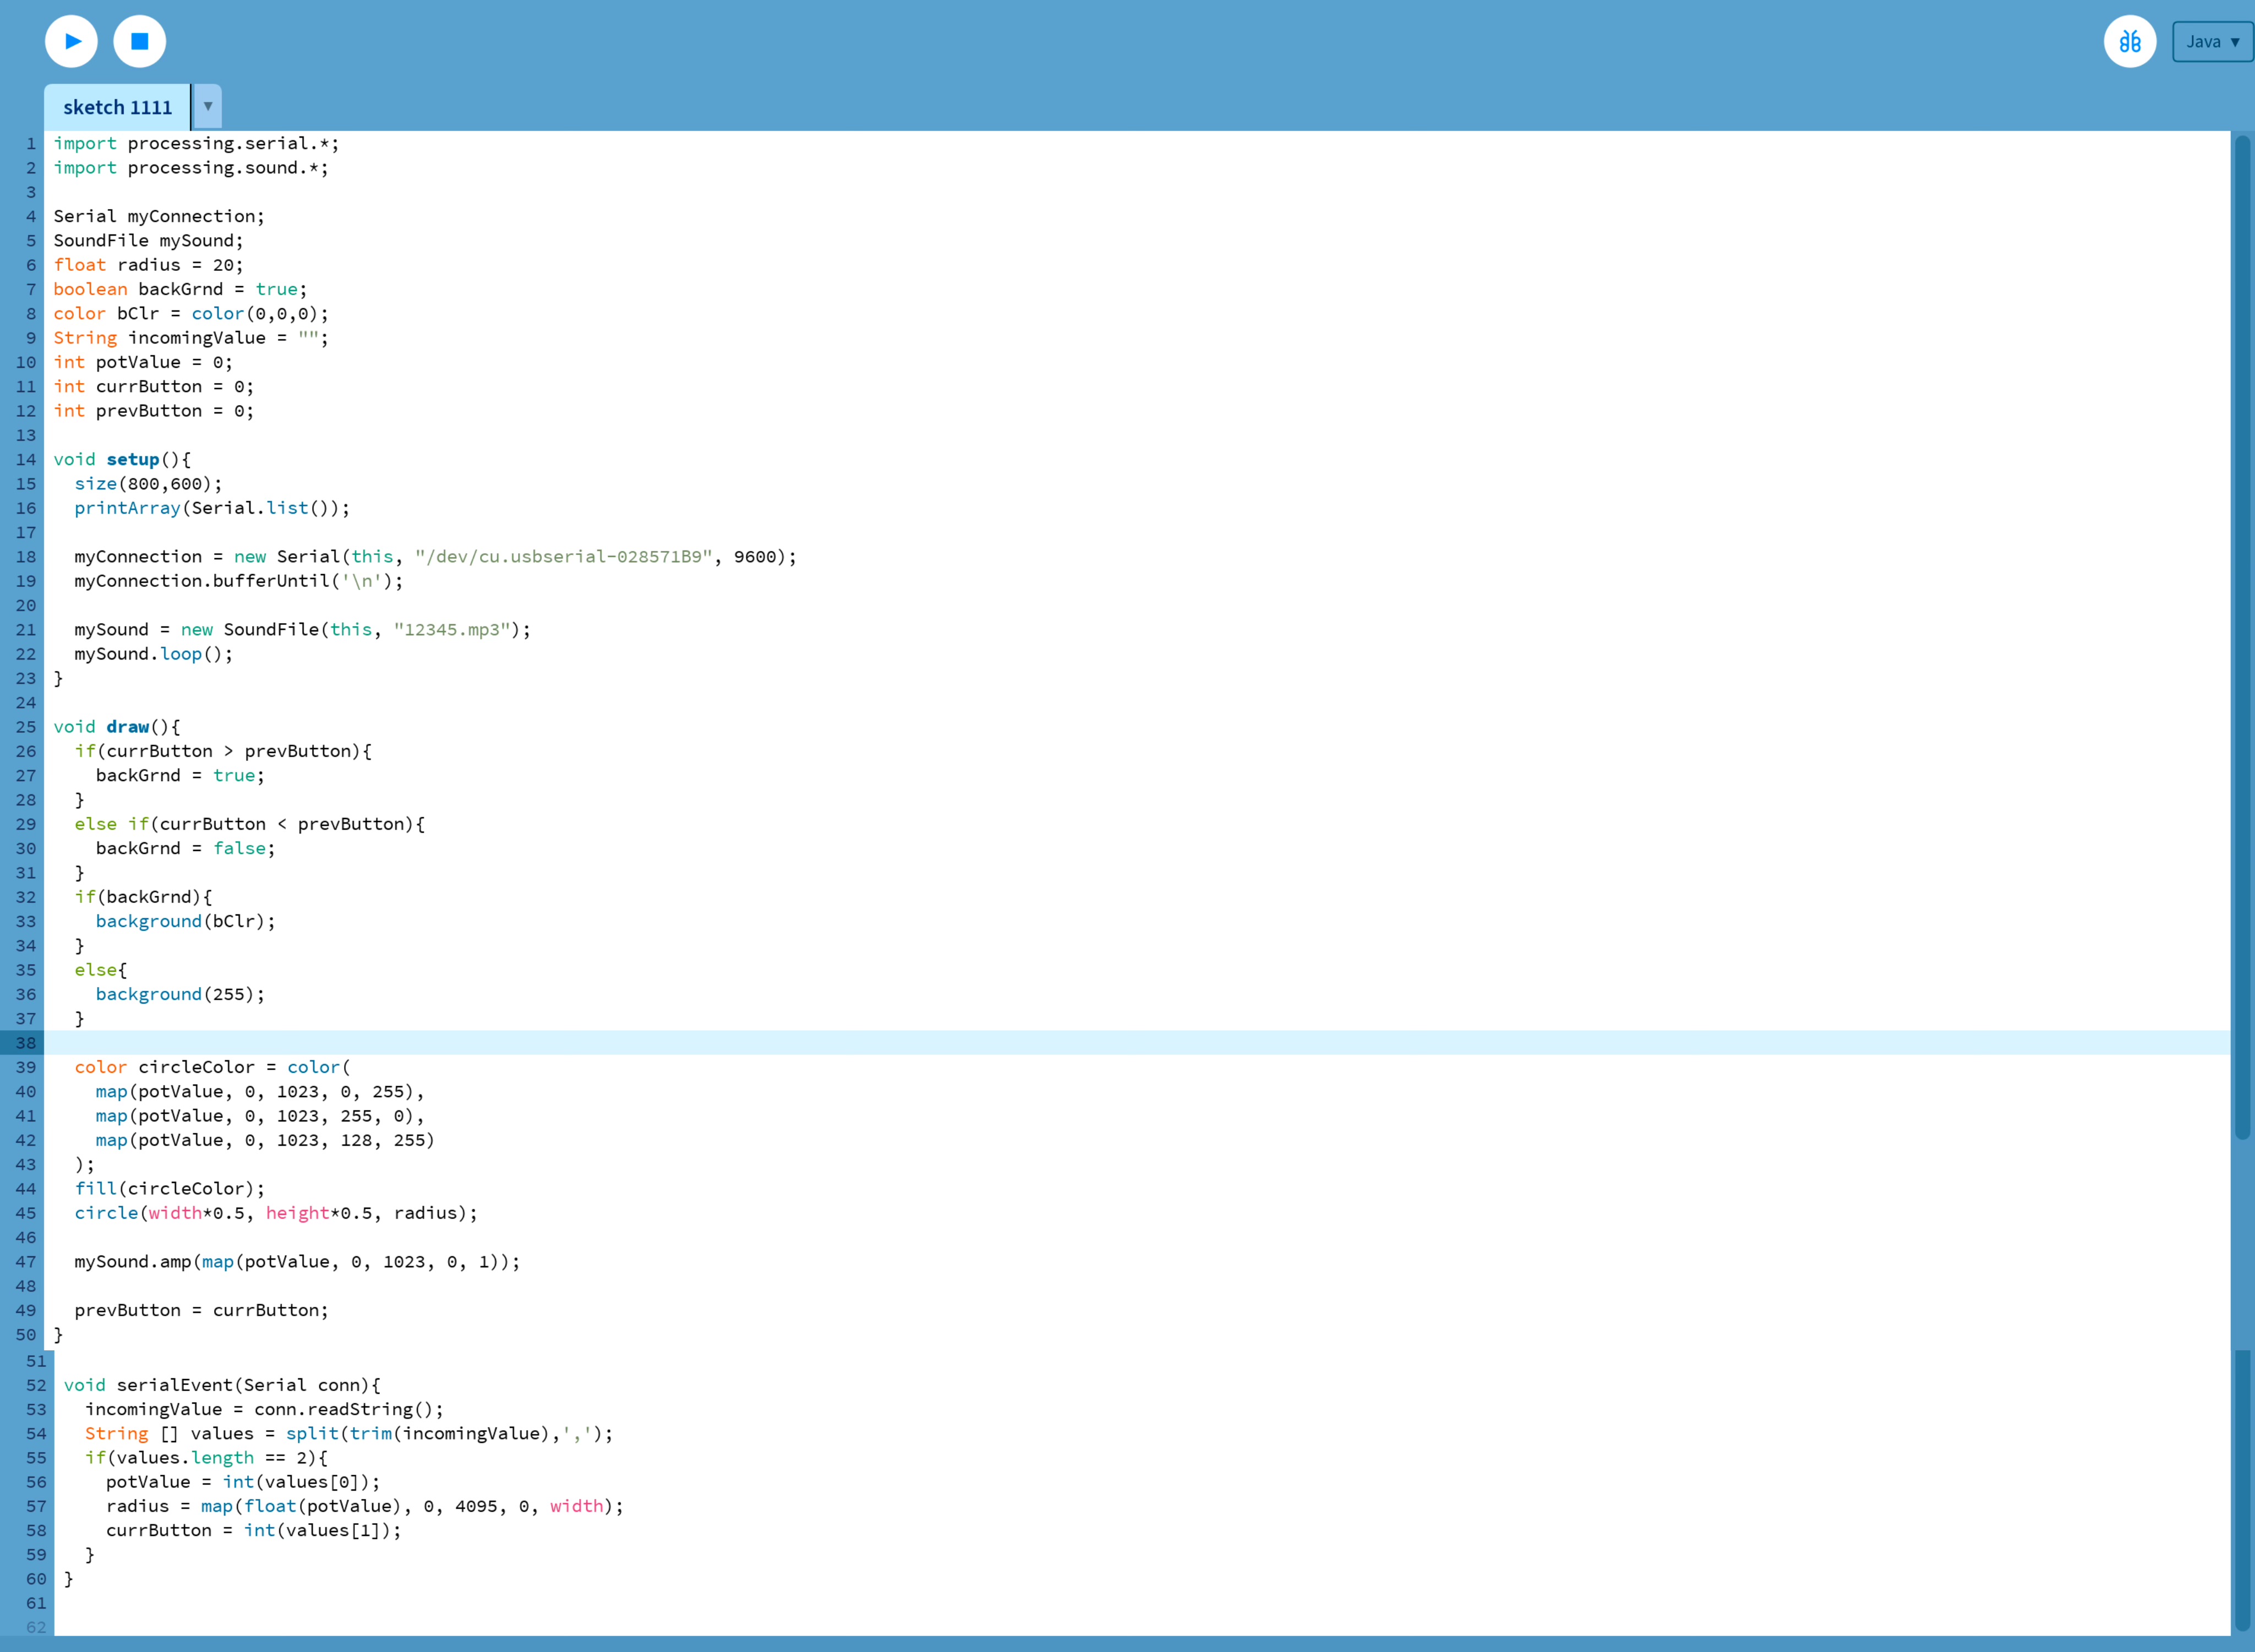 Java ▼
sketch 1111 ▼
1 import processing.serial.*;
2 import processing.sound.*;
3
4 Serial myConnection;
5 SoundFile mySound;
6 float radius = 20;
7 boolean backGrnd = true;
8 color bClr = color(0,0,0);
9 String incomingValue = "";
10 int potValue = 0;
11 int currButton = 0;
12 int prevButton = 0;
13
14 void setup(){
15   size(800,600);
16   printArray(Serial.list());
17
18   myConnection = new Serial(this, "/dev/cu.usbserial-028571B9", 9600);
19   myConnection.bufferUntil('\n');
20
21   mySound = new SoundFile(this, "12345.mp3");
22   mySound.loop();
23 }
24
25 void draw(){
26   if(currButton > prevButton){
27     backGrnd = true;
28   }
29   else if(currButton < prevButton){
30     backGrnd = false;
31   }
32   if(backGrnd){
33     background(bClr);
34   }
35   else{
36     background(255);
37   }
38
39   color circleColor = color(
40     map(potValue, 0, 1023, 0, 255),
41     map(potValue, 0, 1023, 255, 0),
42     map(potValue, 0, 1023, 128, 255)
43   );
44   fill(circleColor);
45   circle(width*0.5, height*0.5, radius);
46
47   mySound.amp(map(potValue, 0, 1023, 0, 1));
48
49   prevButton = currButton;
50 }
51
52 void serialEvent(Serial conn){
53   incomingValue = conn.readString();
54   String [] values = split(trim(incomingValue),',');
55   if(values.length == 2){
56     potValue = int(values[0]);
57     radius = map(float(potValue), 0, 4095, 0, width);
58     currButton = int(values[1]);
59   }
60 }
61
62